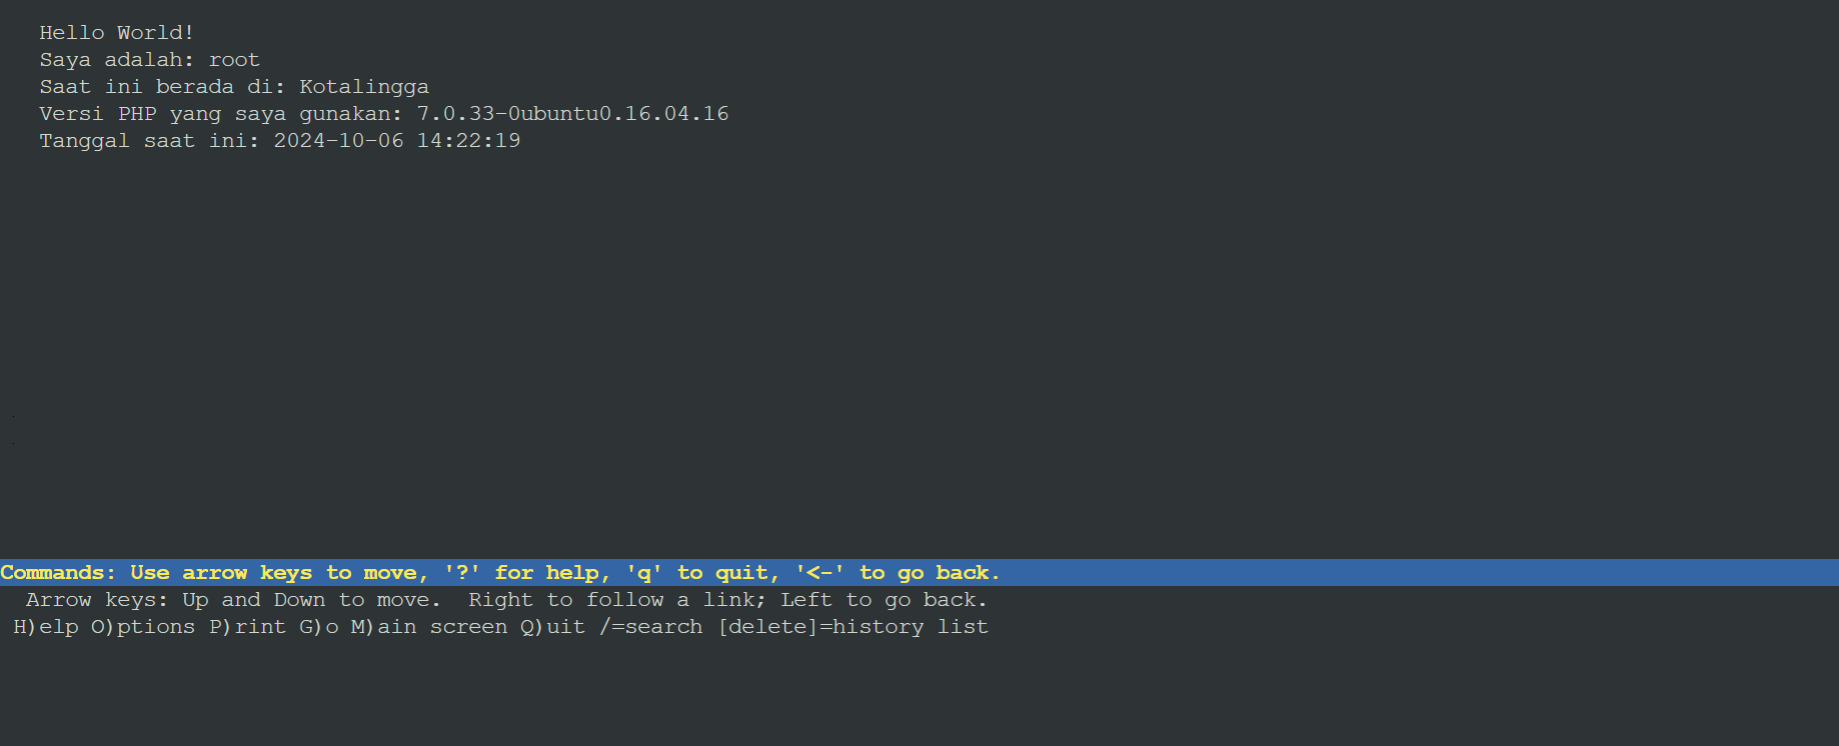 Hello World!
Saya adalah: root
Saat ini berada di: Kotalingga
Versi PHP yang saya gunakan: 7.0.33-0ubuntu0.16.04.16
Tanggal saat ini: 2024-10-06 14:22:19
Commands: Use arrow keys to move, '?' for help, 'q' to quit, '<-' to go back.
Arrow keys: Up and Down to move.  Right to follow a link; Left to go back.
H)elp O)ptions P)rint G)o M)ain screen Q)uit /=search [delete]=history list